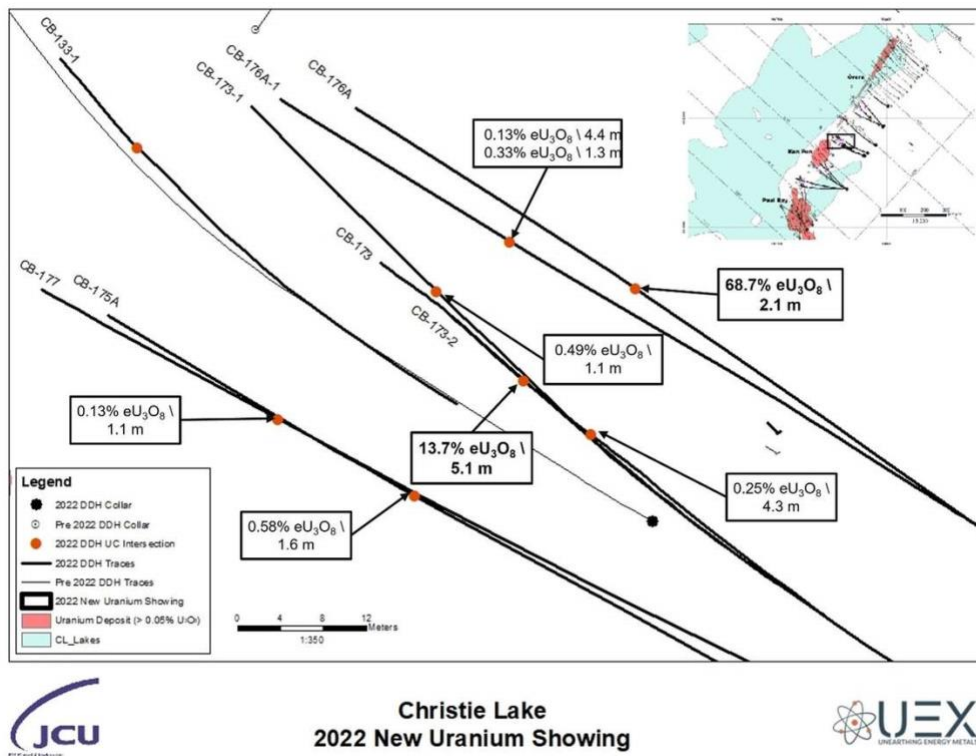 CB-133-1
CB-176A-1
CB-173-1
CB-176A
0.13% eU₃O₈ \ 4.4 m
0.33% eU₃O₈ \ 1.3 m
Orora
Ken Pen
Paul Bay
CB-173
CB-173-2
CB-177
CB-175A
68.7% eU₃O₈ \
2.1 m
0.49% eU₃O₈ \
1.1 m
0.13% eU₃O₈ \
1.1 m
13.7% eU₃O₈ \
5.1 m
0.25% eU₃O₈ \
4.3 m
0.58% eU₃O₈ \
1.6 m
Legend
2022 DDH Collar
Pre 2022 DDH Collar
2022 DDH UC Intersection
2022 DDH Traces
Pre 2022 DDH Traces
2022 New Uranium Showing
Uranium Deposit (> 0.05% U₃O₈)
CL_Lakes
0 4 8 12
Meters
1:350
JCU
Christie Lake
2022 New Uranium Showing
UEX
UNEARTHING ENERGY METALS